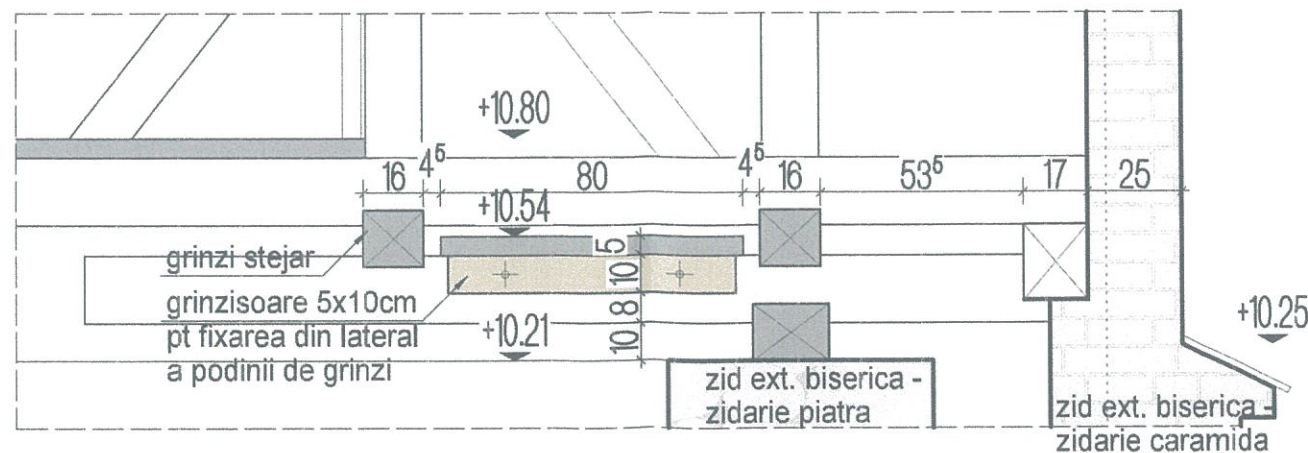 +10.80
16 4⁵ 80 4⁵ 16 53⁵ 17 25
+10.54
5
10
8
10
grinzi stejar
grinzisoare 5x10cm
pt fixarea din lateral
a podinii de grinzi
+10.21
+10.25
zid ext. biserica -
zidarie piatra
zid ext. biserica -
zidarie caramida